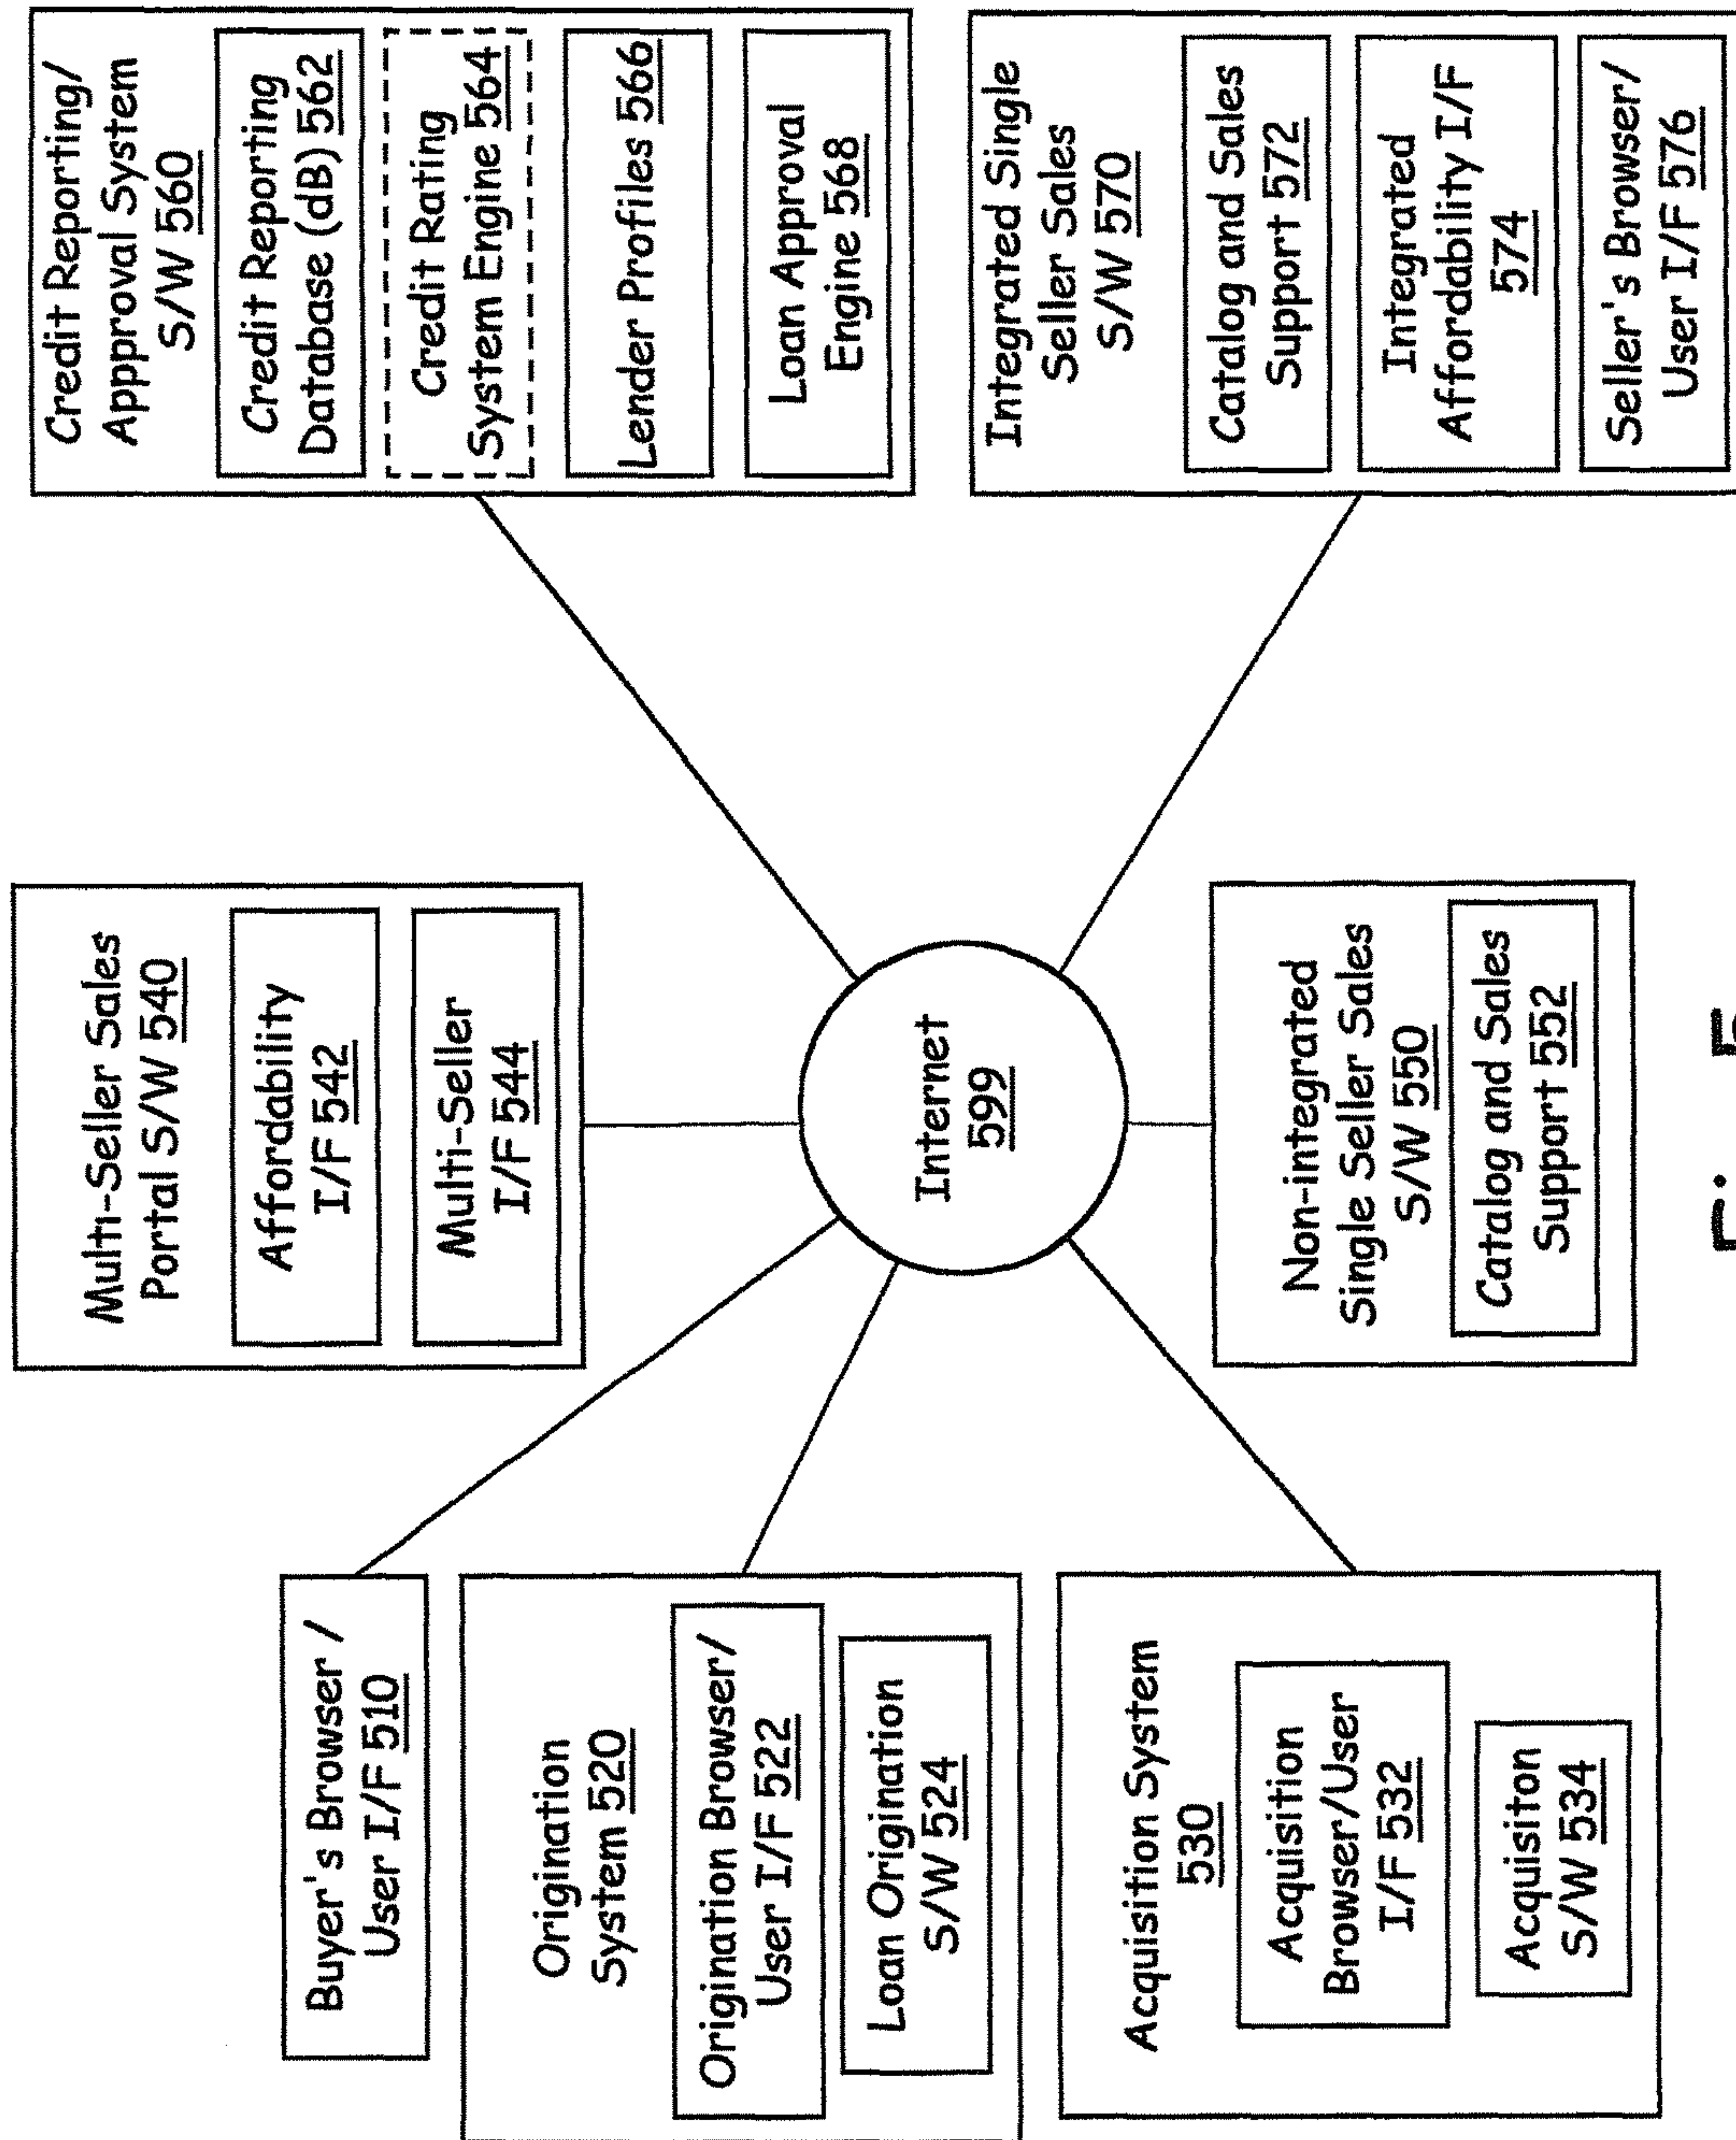 Buyer's Browser /
User I/F 510
Origination
System 520
Origination Browser/
User I/F 522
Loan Origination
S/W 524
Acquisition System
530
Acquisition
Browser/User
I/F 532
Acquisiton
S/W 534
Multi-Seller Sales
Portal S/W 540
Affordability
I/F 542
Multi-Seller
I/F 544
Internet
599
Non-integrated
Single Seller Sales
S/W 550
Catalog and Sales
Support 552
Credit Reporting/
Approval System
S/W 560
Credit Reporting
Database (dB) 562
Credit Rating
System Engine 564
Lender Profiles 566
Loan Approval
Engine 568
Integrated Single
Seller Sales
S/W 570
Catalog and Sales
Support 572
Integrated
Affordability I/F
574
Seller's Browser/
User I/F 576